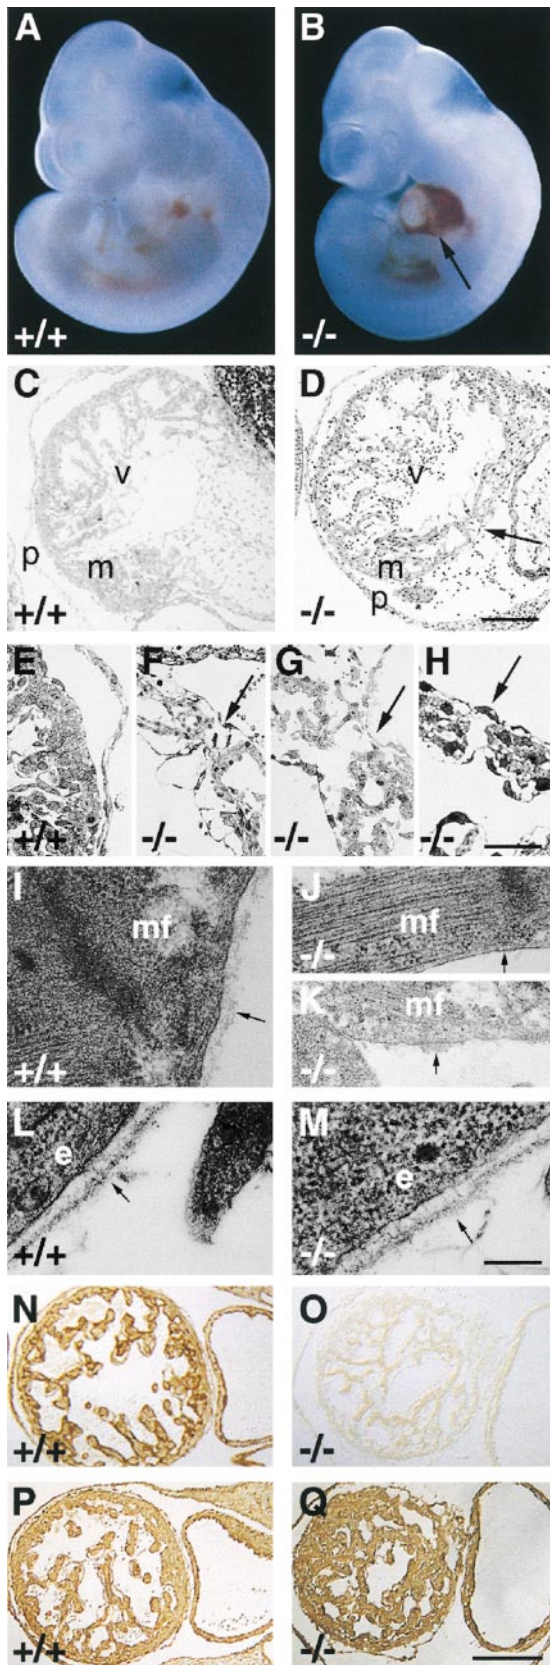 A
+/+
B
-/-
C
v
p
m
+/+
D
v
m
p
-/-
E
+/+
F
-/-
G
-/-
H
-/-
I
mf
+/+
J
mf
-/-
K
mf
-/-
L
e
+/+
M
e
-/-
N
+/+
O
-/-
P
+/+
Q
-/-